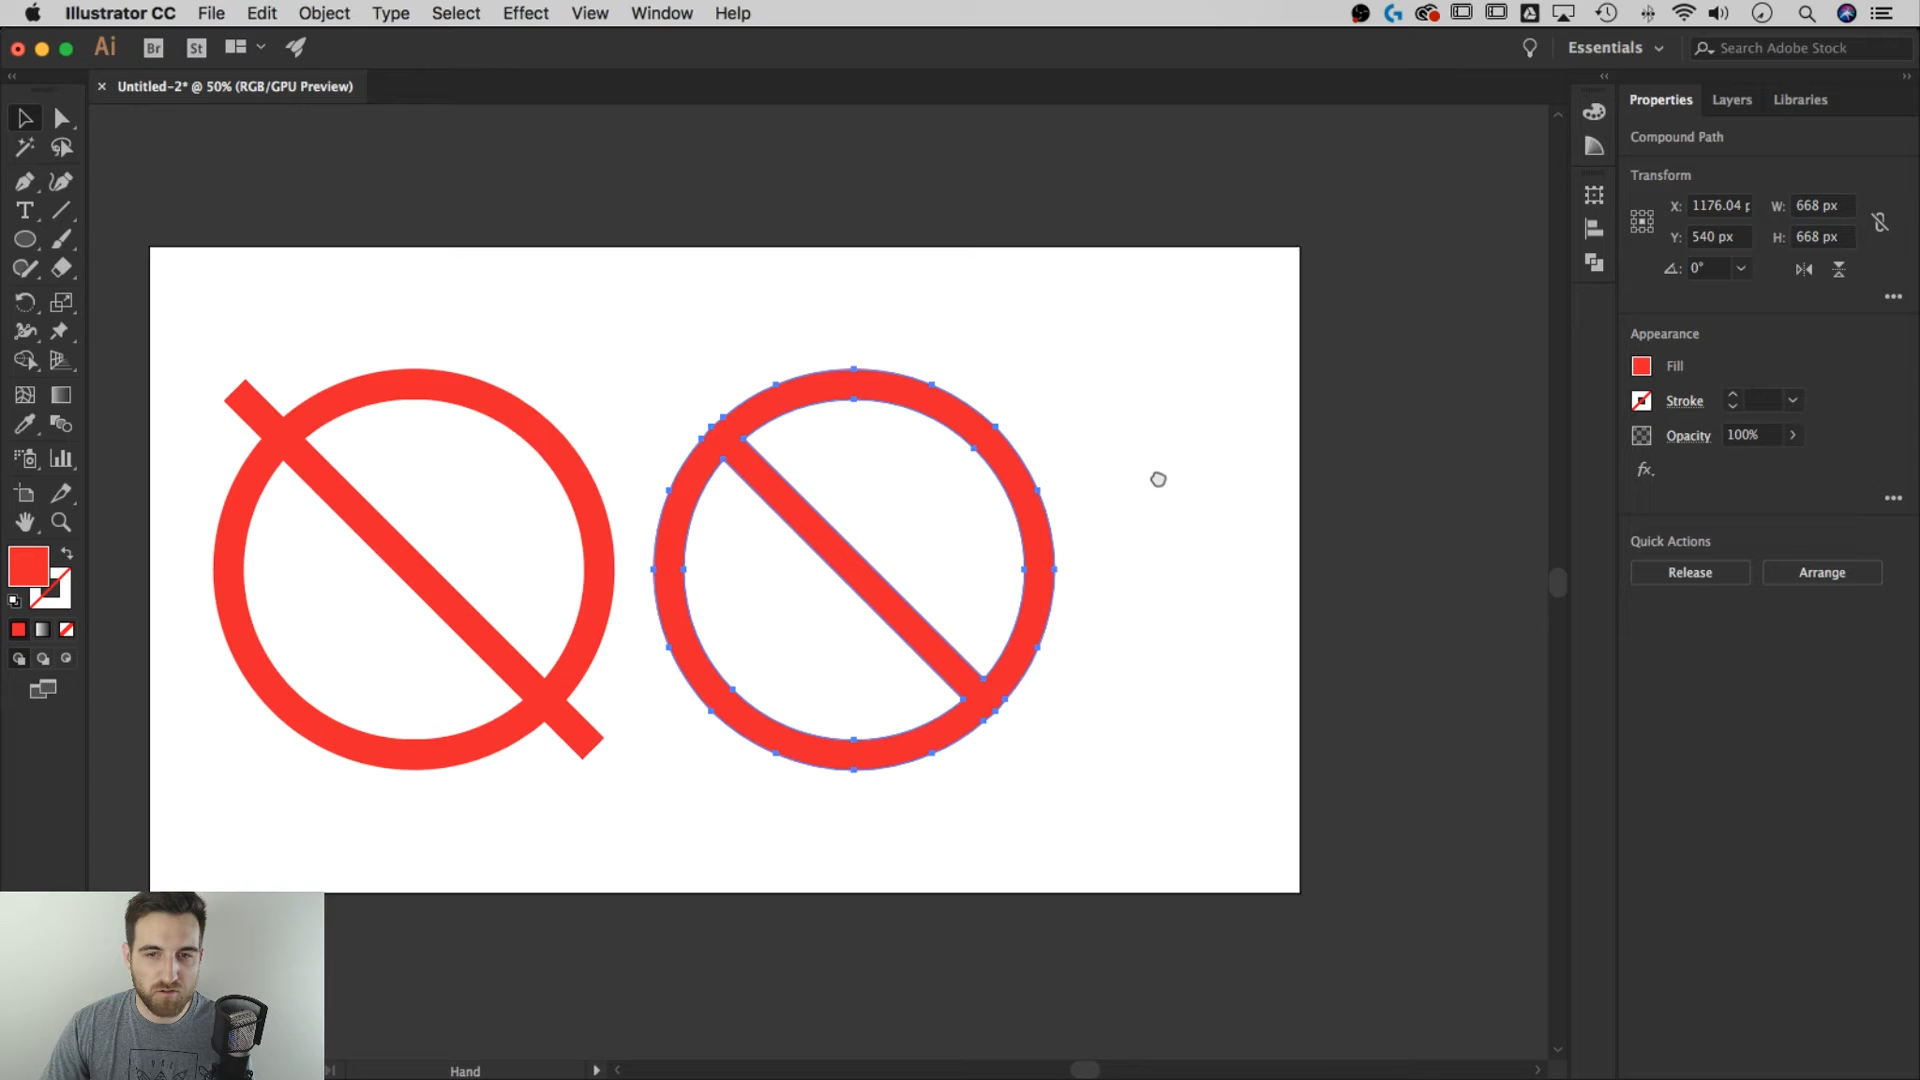 Illustrator CC File Edit Object Type Select Effect View Window Help
Ai Br St Essentials Search Adobe Stock
× Untitled-2* @ 50% (RGB/GPU Preview)
Properties Layers Libraries
Compound Path
Transform
X: 1176.04 p W: 668 px
Y: 540 px H: 668 px
0°
Appearance
Fill
Stroke
Opacity 100%
fx.
Quick Actions
Release Arrange
Hand